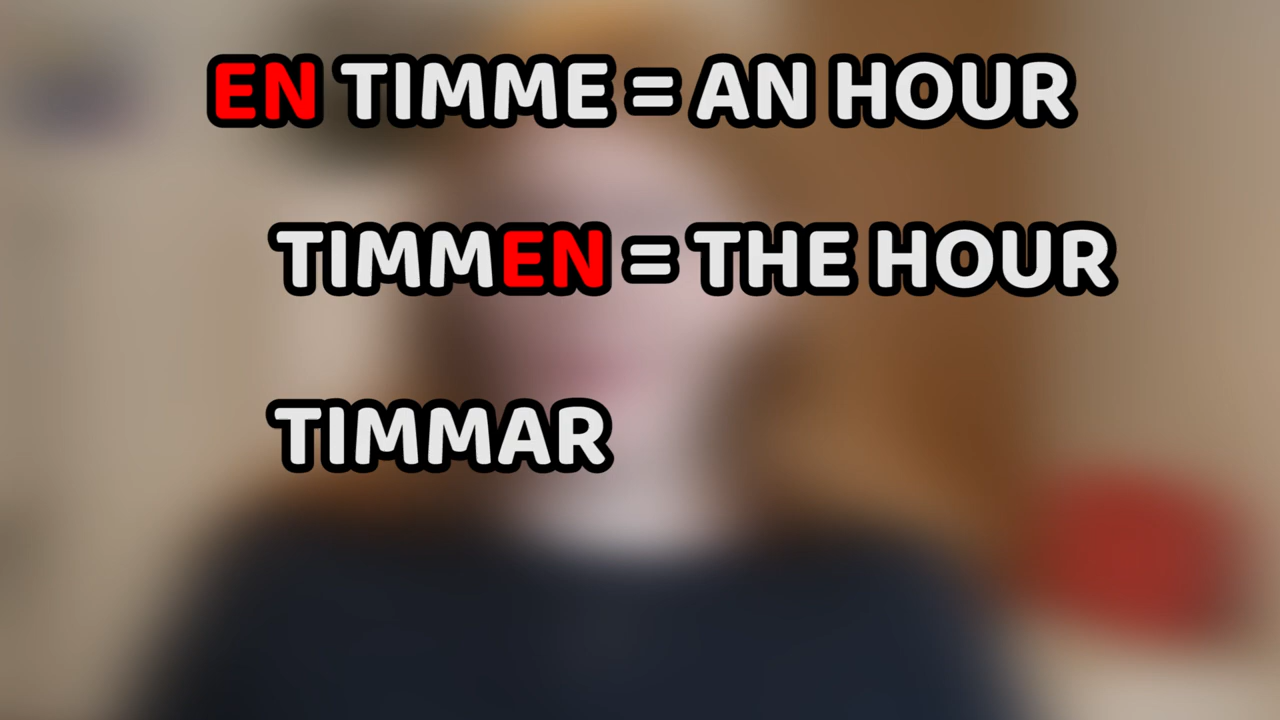 EN TIMME = AN HOUR
TIMMEN = THE HOUR
TIMMAR